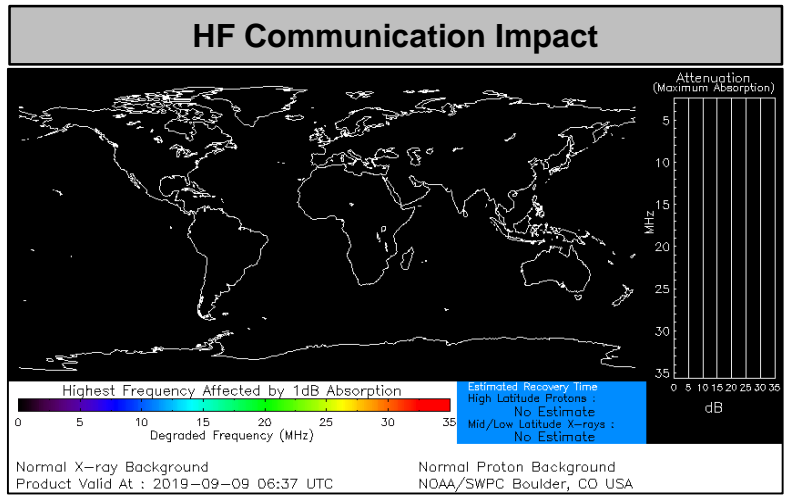 HF Communication Impact
Attenuation
(Maximum Absorption)
5
10
15
20
25
30
35
MHz
0 5 10 15 20 25 30 35
dB
Highest Frequency Affected by 1dB Absorption
0 5 10 15 20 25 30 35
Degraded Frequency (MHz)
Estimated Recovery Time
High Latitude Protons :
No Estimate
Mid/Low Latitude X-rays :
No Estimate
Normal X-ray Background
Product Valid At : 2019-09-09 06:37 UTC
Normal Proton Background
NOAA/SWPC Boulder, CO USA